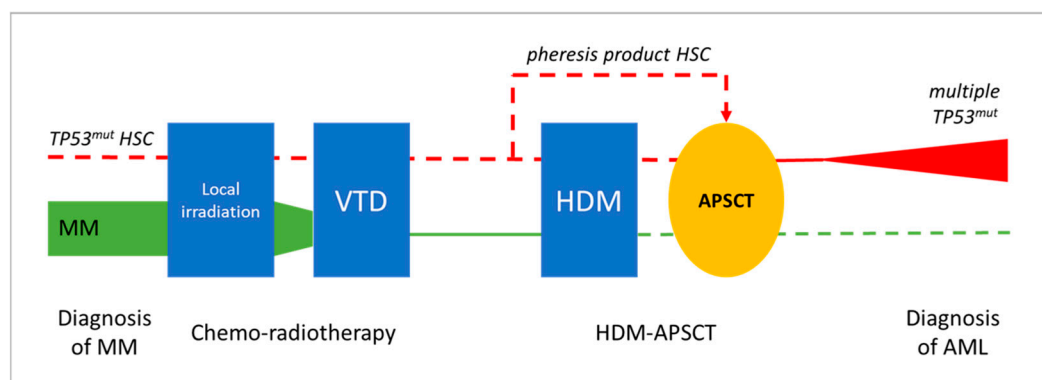 pheresis product HSC
multiple
TP53mut
TP53mut HSC
Local
irradiation
VTD
HDM
APSCT
MM
Diagnosis
of MM
Chemo-radiotherapy
HDM-APSCT
Diagnosis
of AML